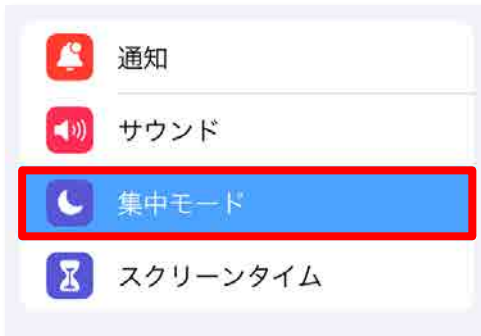 通知
サウンド
集中モード
スクリーンタイム